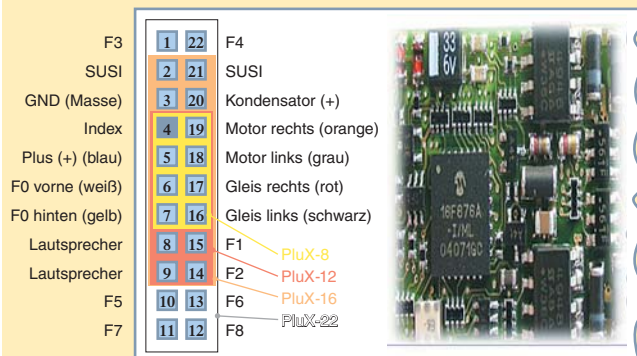 F3 1 22 F4
SUSI 2 21 SUSI
GND (Masse) 3 20 Kondensator (+)
Index 4 19 Motor rechts (orange)
Plus (+) (blau) 5 18 Motor links (grau)
F0 vorne (weiß) 6 17 Gleis rechts (rot)
F0 hinten (gelb) 7 16 Gleis links (schwarz)
Lautsprecher 8 15 F1
PluX-8
PluX-12
Lautsprecher 9 14 F2
PluX-16
F5 10 13 F6
PluX-22
F7 11 12 F8
33
6V
18F876A
-I/ML
04071GC